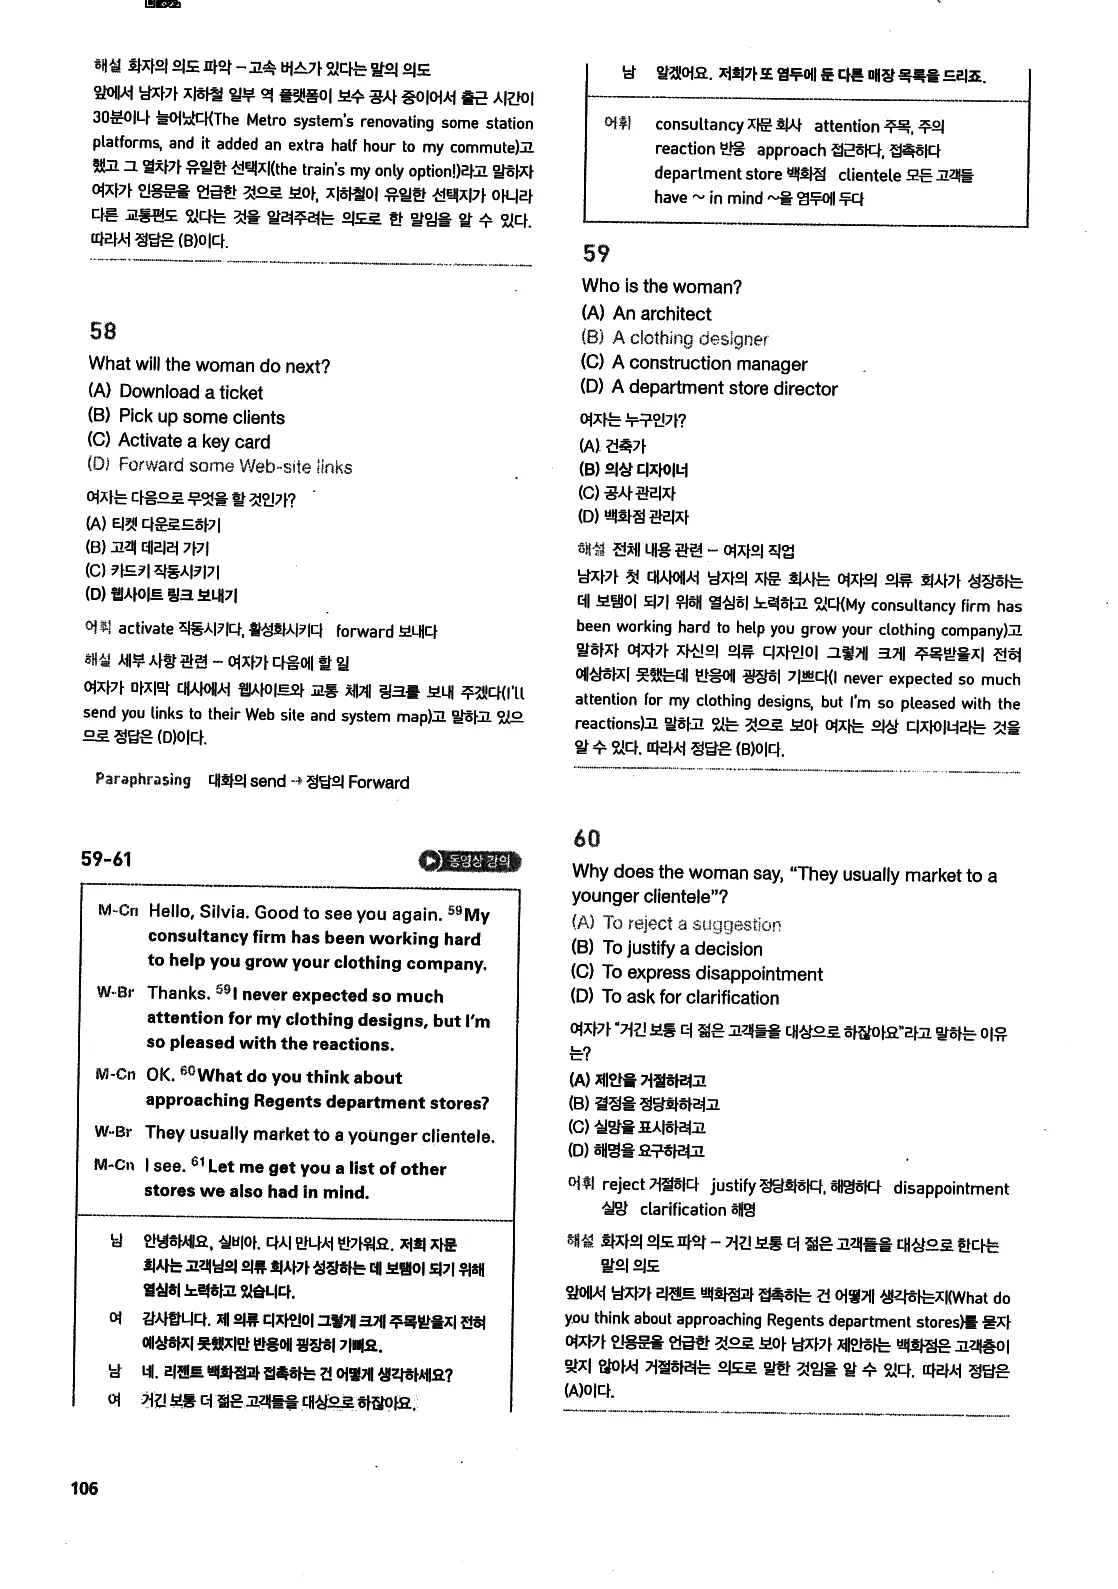 해설 화자의 의도 파악 – 고속 버스가 있다는 말의 의도
앞에서 남자가 지하철 일부 역 플랫폼이 보수 공사 중이어서 출근 시간이
30분이나 늘어났다(The Metro system's renovating some station
platforms, and it added an extra half hour to my commute)고
했고 그 열차가 유일한 선택지(the train's my only option!)라고 말하자
여자가 인용문을 언급한 것으로 보아, 지하철이 유일한 선택지가 아니라
다른 교통편도 있다는 것을 알려주려는 의도로 한 말임을 알 수 있다.
따라서 정답은 (B)이다.
58
What will the woman do next?
(A) Download a ticket
(B) Pick up some clients
(C) Activate a key card
(D) Forward some Web-site links
여자는 다음으로 무엇을 할 것인가?
(A) 티켓 다운로드하기
(B) 고객 데리러 가기
(C) 카드키 작동시키기
(D) 웹사이트 링크 보내기
어휘 activate 작동시키다, 활성화시키다 forward 보내다
해설 세부 사항 관련 – 여자가 다음에 할 일
여자가 마지막 대사에서 웹사이트와 교통 체계 링크를 보내 주겠다(I'll
send you links to their Web site and system map)고 말하고 있으
므로 정답은 (D)이다.
Paraphrasing 대화의 send → 정답의 Forward
59-61
동영상 강의
M-Cn Hello, Silvia. Good to see you again. 59My
consultancy firm has been working hard
to help you grow your clothing company.
W-Br Thanks. 59I never expected so much
attention for my clothing designs, but I'm
so pleased with the reactions.
M-Cn OK. 60What do you think about
approaching Regents department stores?
W-Br They usually market to a younger clientele.
M-Cn I see. 61Let me get you a list of other
stores we also had in mind.
남 안녕하세요, 실비아. 다시 만나서 반가워요. 저희 자문
회사는 고객님의 의류 회사가 성장하는 데 보탬이 되기 위해
열심히 노력하고 있습니다.
여 감사합니다. 제 의류 디자인이 그렇게 크게 주목받을지 전혀
예상하지 못했지만 반응에 굉장히 기뻐요.
남 네. 리젠트 백화점과 접촉하는 건 어떻게 생각하세요?
여 거긴 보통 더 젊은 고객들을 대상으로 하잖아요.
106
남 알겠어요. 저희가 또 염두에 둔 다른 매장 목록을 드리죠.
어휘 consultancy 자문 회사 attention 주목, 주의
reaction 반응 approach 접근하다, 접촉하다
department store 백화점 clientele 모든 고객들
have ~ in mind ~을 염두에 두다
59
Who is the woman?
(A) An architect
(B) A clothing designer
(C) A construction manager
(D) A department store director
여자는 누구인가?
(A) 건축가
(B) 의상 디자이너
(C) 공사 관리자
(D) 백화점 관리자
해설 전체 내용 관련 – 여자의 직업
남자가 첫 대사에서 남자의 자문 회사는 여자의 의류 회사가 성장하는
데 보탬이 되기 위해 열심히 노력하고 있다(My consultancy firm has
been working hard to help you grow your clothing company)고
말하자 여자가 자신의 의류 디자인이 그렇게 크게 주목받을지 전혀
예상하지 못했는데 반응에 굉장히 기쁘다(I never expected so much
attention for my clothing designs, but I'm so pleased with the
reactions)고 말하고 있는 것으로 보아 여자는 의상 디자이너라는 것을
알 수 있다. 따라서 정답은 (B)이다.
60
Why does the woman say, “They usually market to a
younger clientele”?
(A) To reject a suggestion
(B) To justify a decision
(C) To express disappointment
(D) To ask for clarification
여자가 “거긴 보통 더 젊은 고객들을 대상으로 하잖아요”라고 말하는 이유
는?
(A) 제안을 거절하려고
(B) 결정을 정당화하려고
(C) 실망을 표시하려고
(D) 해명을 요구하려고
어휘 reject 거절하다 justify 정당화하다, 해명하다 disappointment
실망 clarification 해명
해설 화자의 의도 파악 – 거긴 보통 더 젊은 고객들을 대상으로 한다는
말의 의도
앞에서 남자가 리젠트 백화점과 접촉하는 건 어떻게 생각하는지(What do
you think about approaching Regents department stores)를 묻자
여자가 인용문을 언급한 것으로 보아 남자가 제안하는 백화점은 고객층이
맞지 않아서 거절하려는 의도로 말한 것임을 알 수 있다. 따라서 정답은
(A)이다.